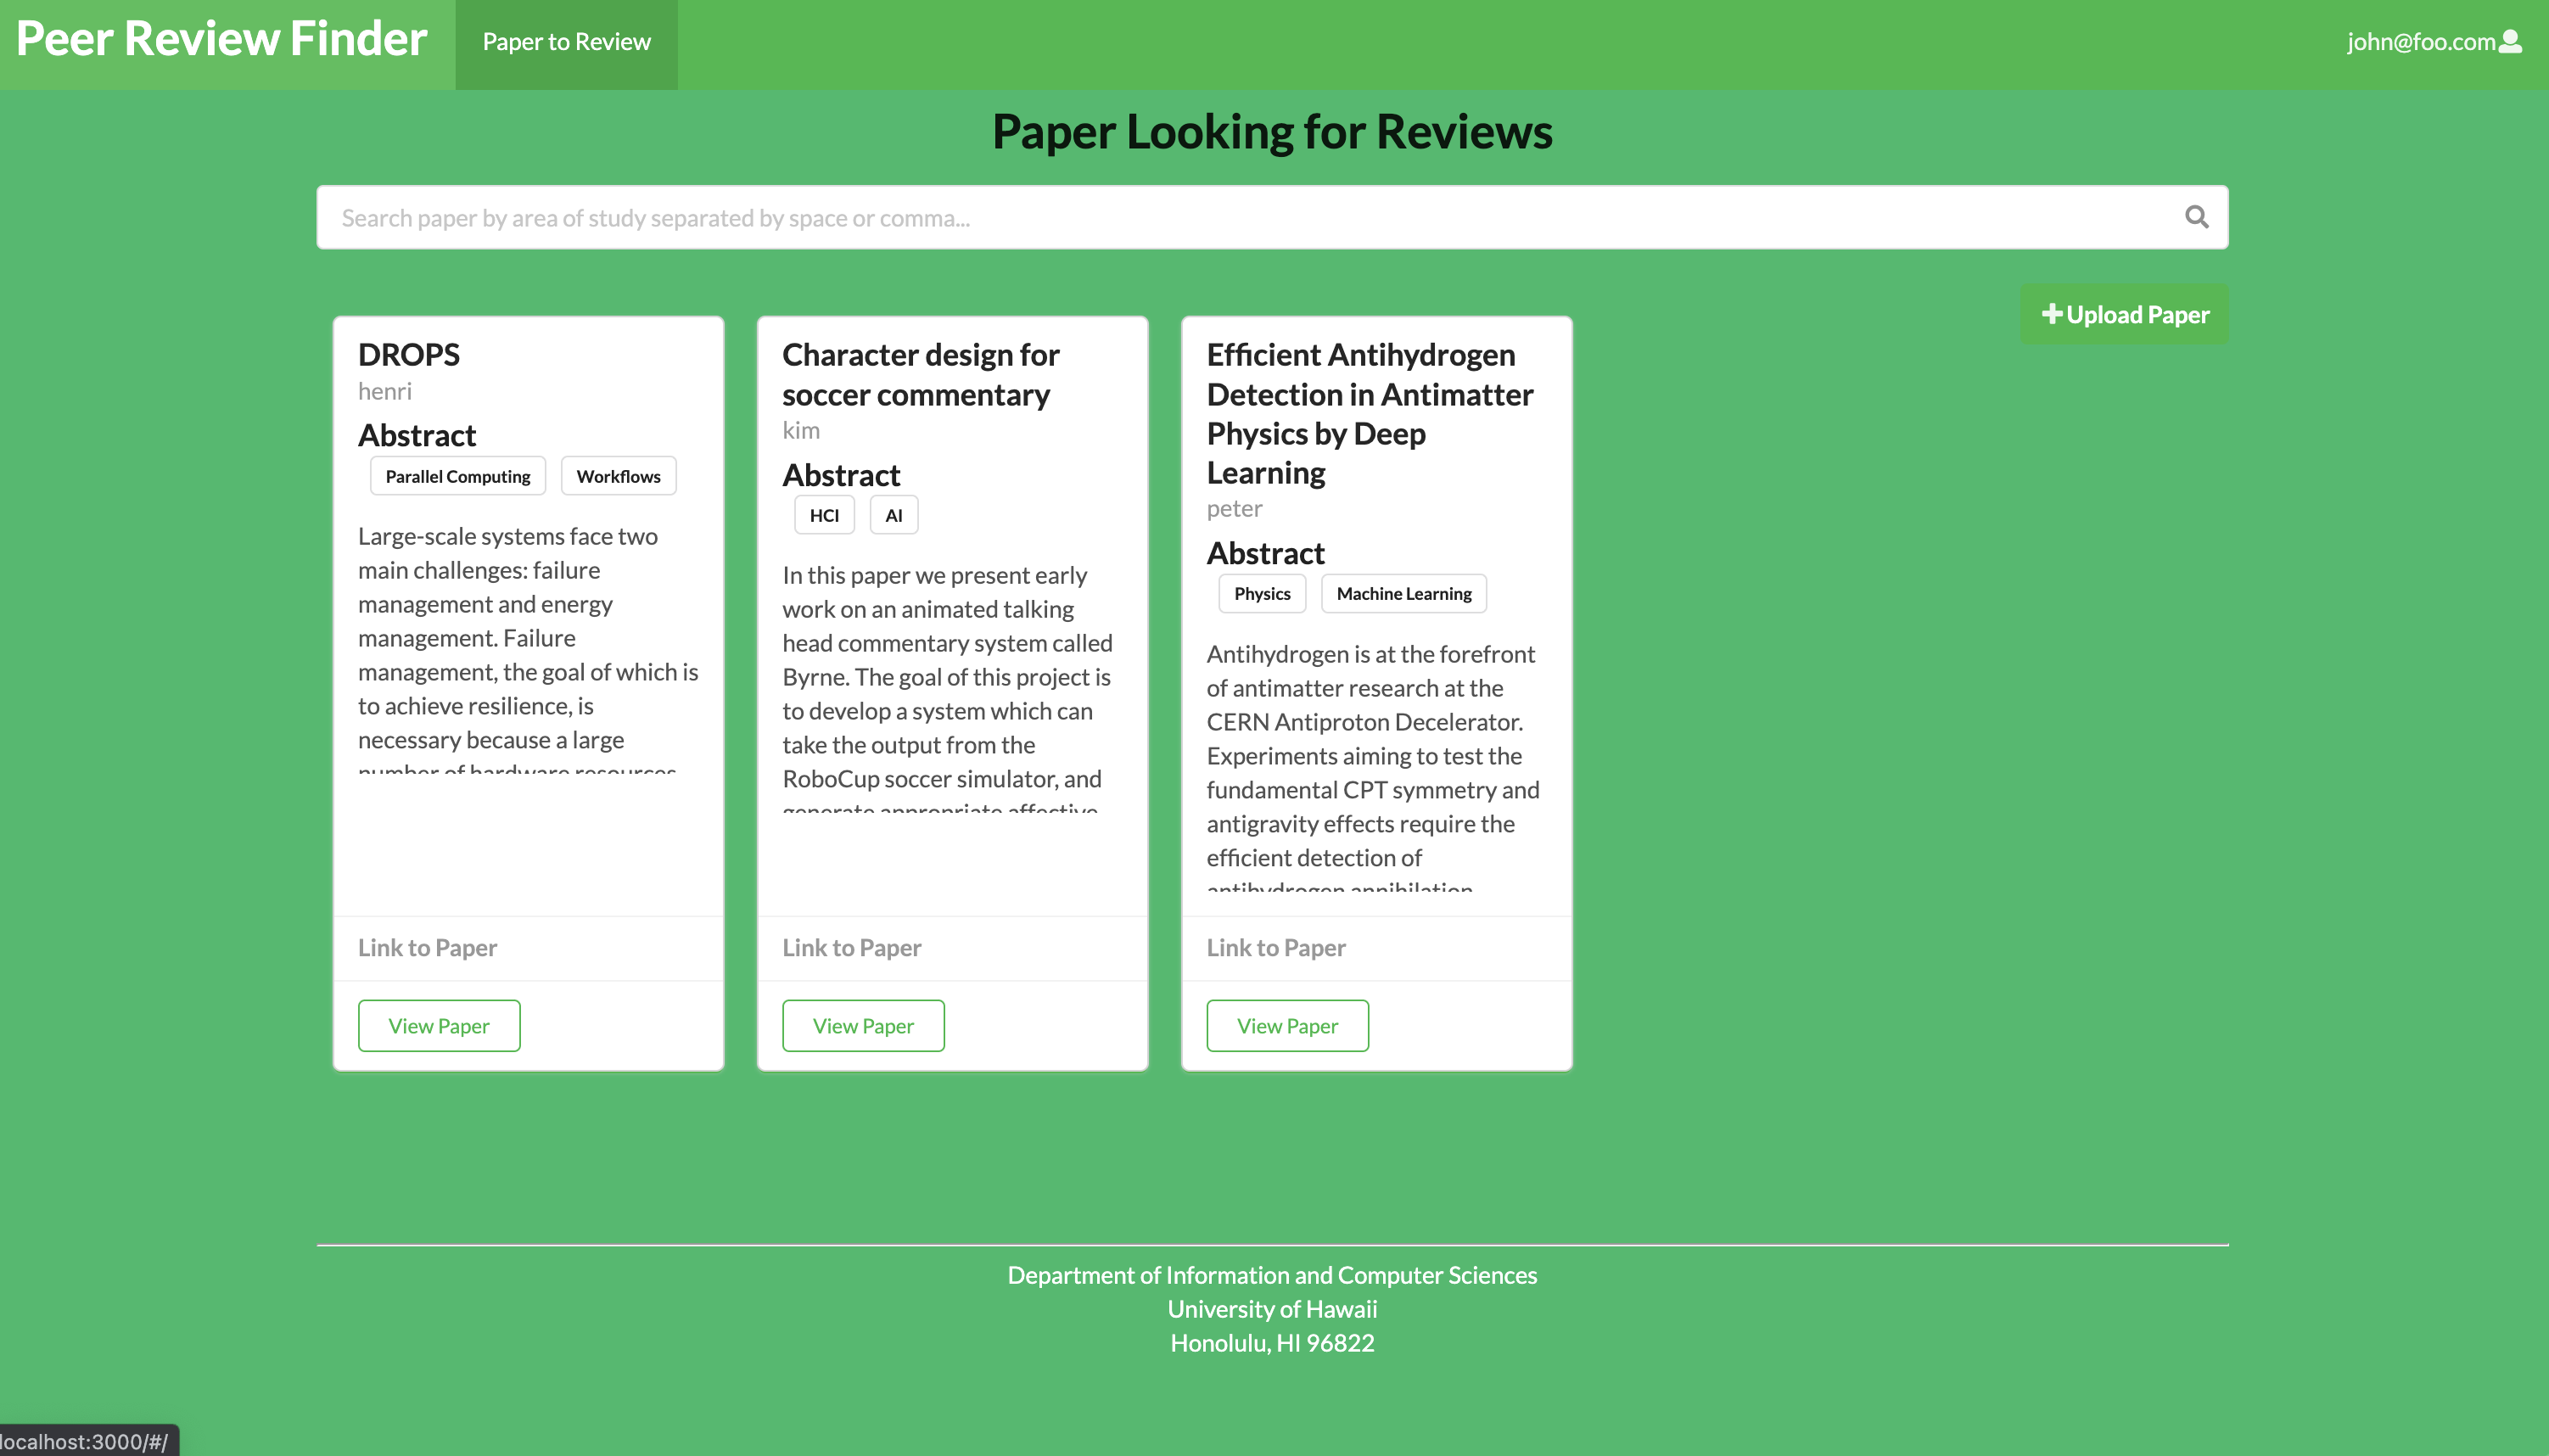 Peer Review Finder
Paper to Review
john@foo.com
Paper Looking for Reviews
Search paper by area of study separated by space or comma...
Upload Paper
DROPS
henri
Abstract
Parallel Computing
Workflows
Large-scale systems face two
main challenges: failure
management and energy
management. Failure
management, the goal of which is
to achieve resilience, is
necessary because a large
number of hardware resources
Link to Paper
View Paper
Character design for
soccer commentary
kim
Abstract
HCI
AI
In this paper we present early
work on an animated talking
head commentary system called
Byrne. The goal of this project is
to develop a system which can
take the output from the
RoboCup soccer simulator, and
generate appropriate affective
Link to Paper
View Paper
Efficient Antihydrogen
Detection in Antimatter
Physics by Deep
Learning
peter
Abstract
Physics
Machine Learning
Antihydrogen is at the forefront
of antimatter research at the
CERN Antiproton Decelerator.
Experiments aiming to test the
fundamental CPT symmetry and
antigravity effects require the
efficient detection of
antihydrogen annihilation
Link to Paper
View Paper
Department of Information and Computer Sciences
University of Hawaii
Honolulu, HI 96822
localhost:3000/#/